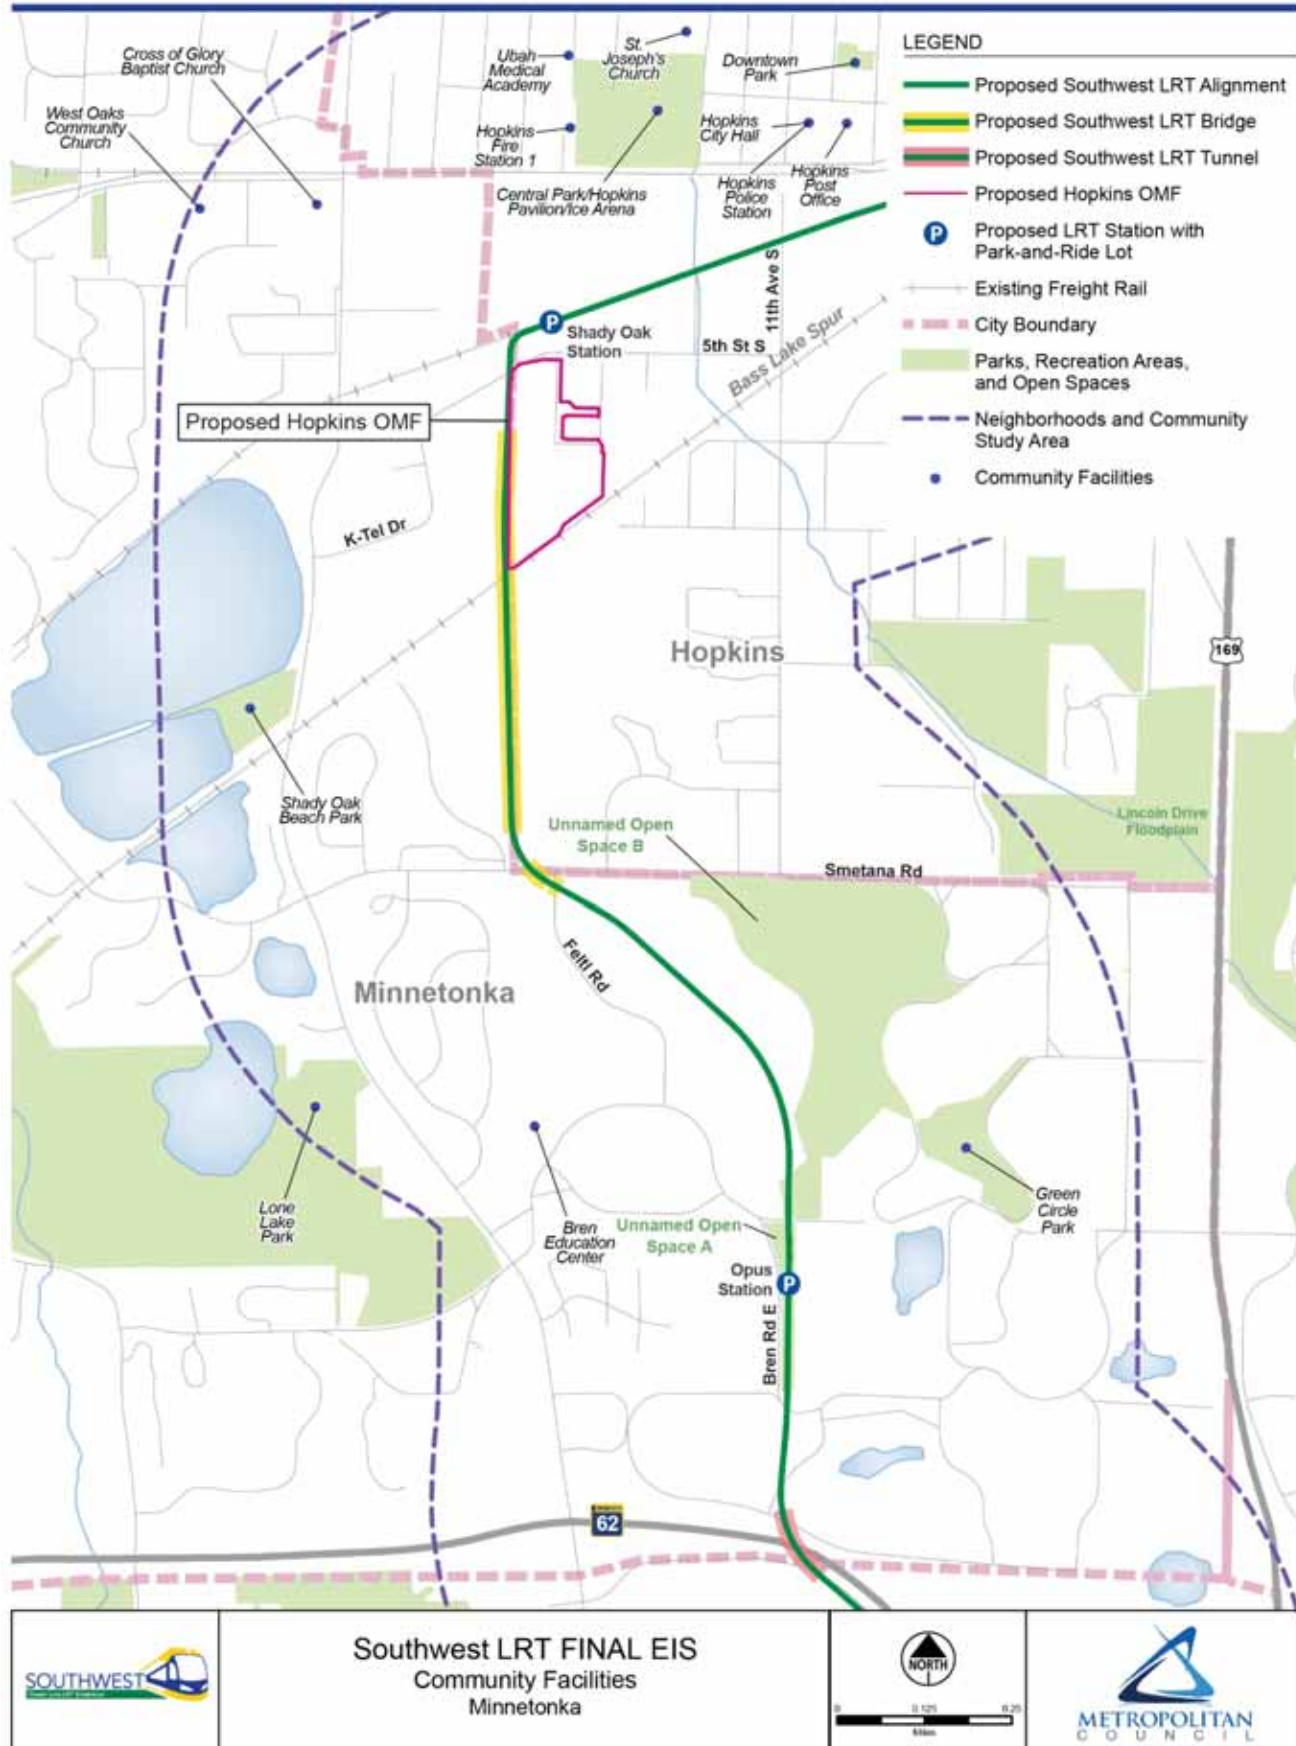 Cross of Glory
Baptist Church
West Oaks
Community
Church
Ubah
Medical
Academy
St.
Joseph's
Church
Downtown
Park
Hopkins
Fire
Station 1
Hopkins
City Hall
Central Park/Hopkins
Pavilion/Ice Arena
Hopkins
Police
Station
Hopkins
Post
Office
LEGEND
Proposed Southwest LRT Alignment
Proposed Southwest LRT Bridge
Proposed Southwest LRT Tunnel
Proposed Hopkins OMF
P
Proposed LRT Station with
Park-and-Ride Lot
Existing Freight Rail
City Boundary
Parks, Recreation Areas,
and Open Spaces
Neighborhoods and Community
Study Area
Community Facilities
11th Ave S
P
Shady Oak
Station
5th St S
Bass Lake Spur
Proposed Hopkins OMF
K-Tel Dr
Hopkins
169
Shady Oak
Beach Park
Unnamed Open
Space B
Lincoln Drive
Floodplain
Smetana Rd
Feltl Rd
Minnetonka
Lone
Lake
Park
Bren
Education
Center
Unnamed Open
Space A
Green
Circle
Park
Opus
Station
P
Bren Rd E
62
SOUTHWEST
Southwest LRT FINAL EIS
Community Facilities
Minnetonka
NORTH
0 0.125 0.25
Miles
METROPOLITAN
COUNCIL